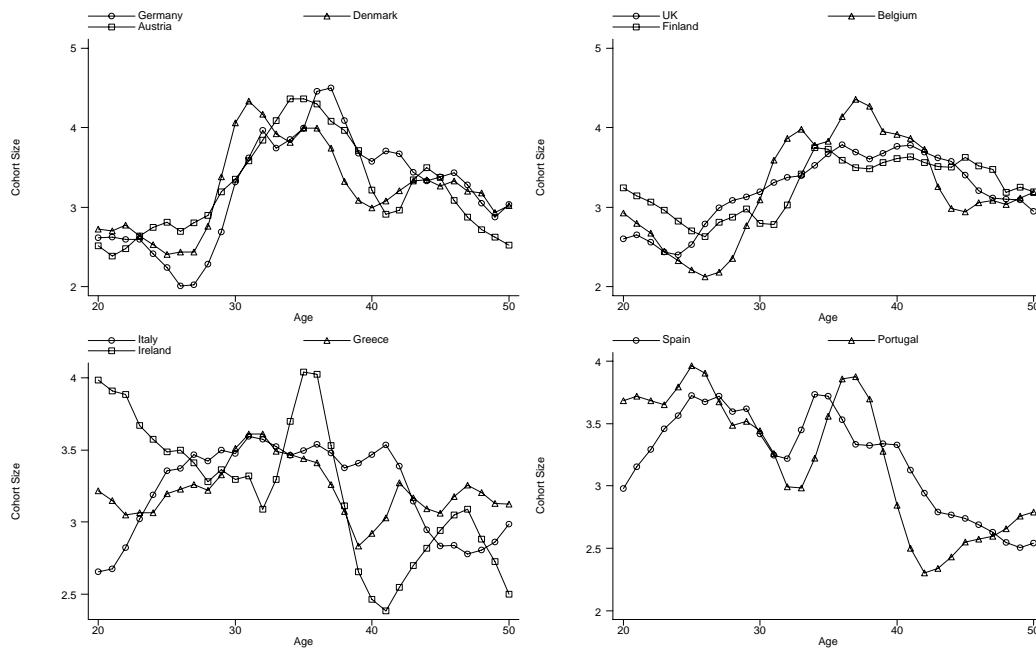 Germany Denmark
Austria
5
4
3
2
Cohort Size
20 30 40 50
Age
UK Belgium
Finland
5
4
3
2
Cohort Size
20 30 40 50
Age
Italy Greece
Ireland
4
3.5
3
2.5
Cohort Size
20 30 40 50
Age
Spain Portugal
4
3.5
3
2.5
2
Cohort Size
20 30 40 50
Age